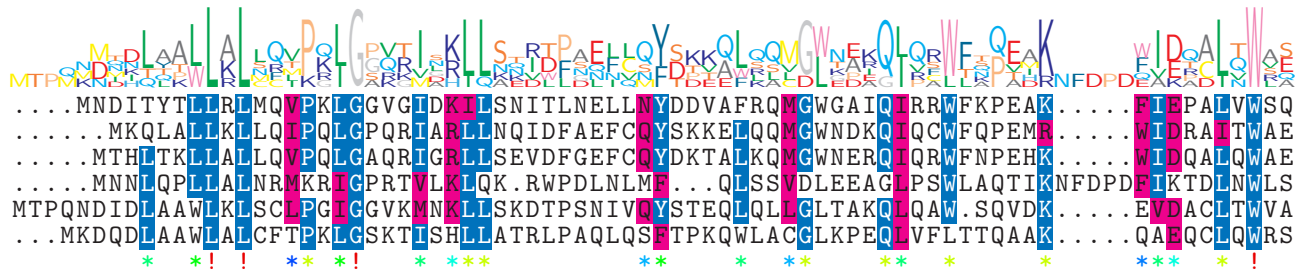 ....MNDITYTLLRLMQVPKLGGVGIDKILSNITLNELLNYDDVAFRQMGWGAIQIRRWFKPEAK.....FIEPALVWSQ
......MKQLALLKLLQIPQLGPQRIARLLNQIDFAEFCQYSKKELQQMGWNDKQIQCWFQPEMR.....WIDRAITWAE
.....MTHLTKLLALLQVPQLGAQRIGRLLSEVDFGEFCQYDKTALKQMGWNERQIQRWFNPEHK.....WIDQALQWAE
.....MNNLQPLLALNRMKRIGPRTVLKLQK.RWPDLNLMF...QLSSVDLEEAGLPSWLAQTIKNFDPDFIKTDLNWLS
MTPQNDIDLAAWLKLSCLPGIGGVKMNKLLSKDTPSNIVQYSTEQLQLLGLTAKQLQAW.SQVDK.....EVDACLTWVA
...MKDQDLAAWLALCFTPKLGSKTISHLLATRLPAQLQSFTPKQWLACGLKPEQLVFLTTQAAK.....QAEQCLQWRS
* * ! ! * * * ! * * * * * * * * * * * * * * * !